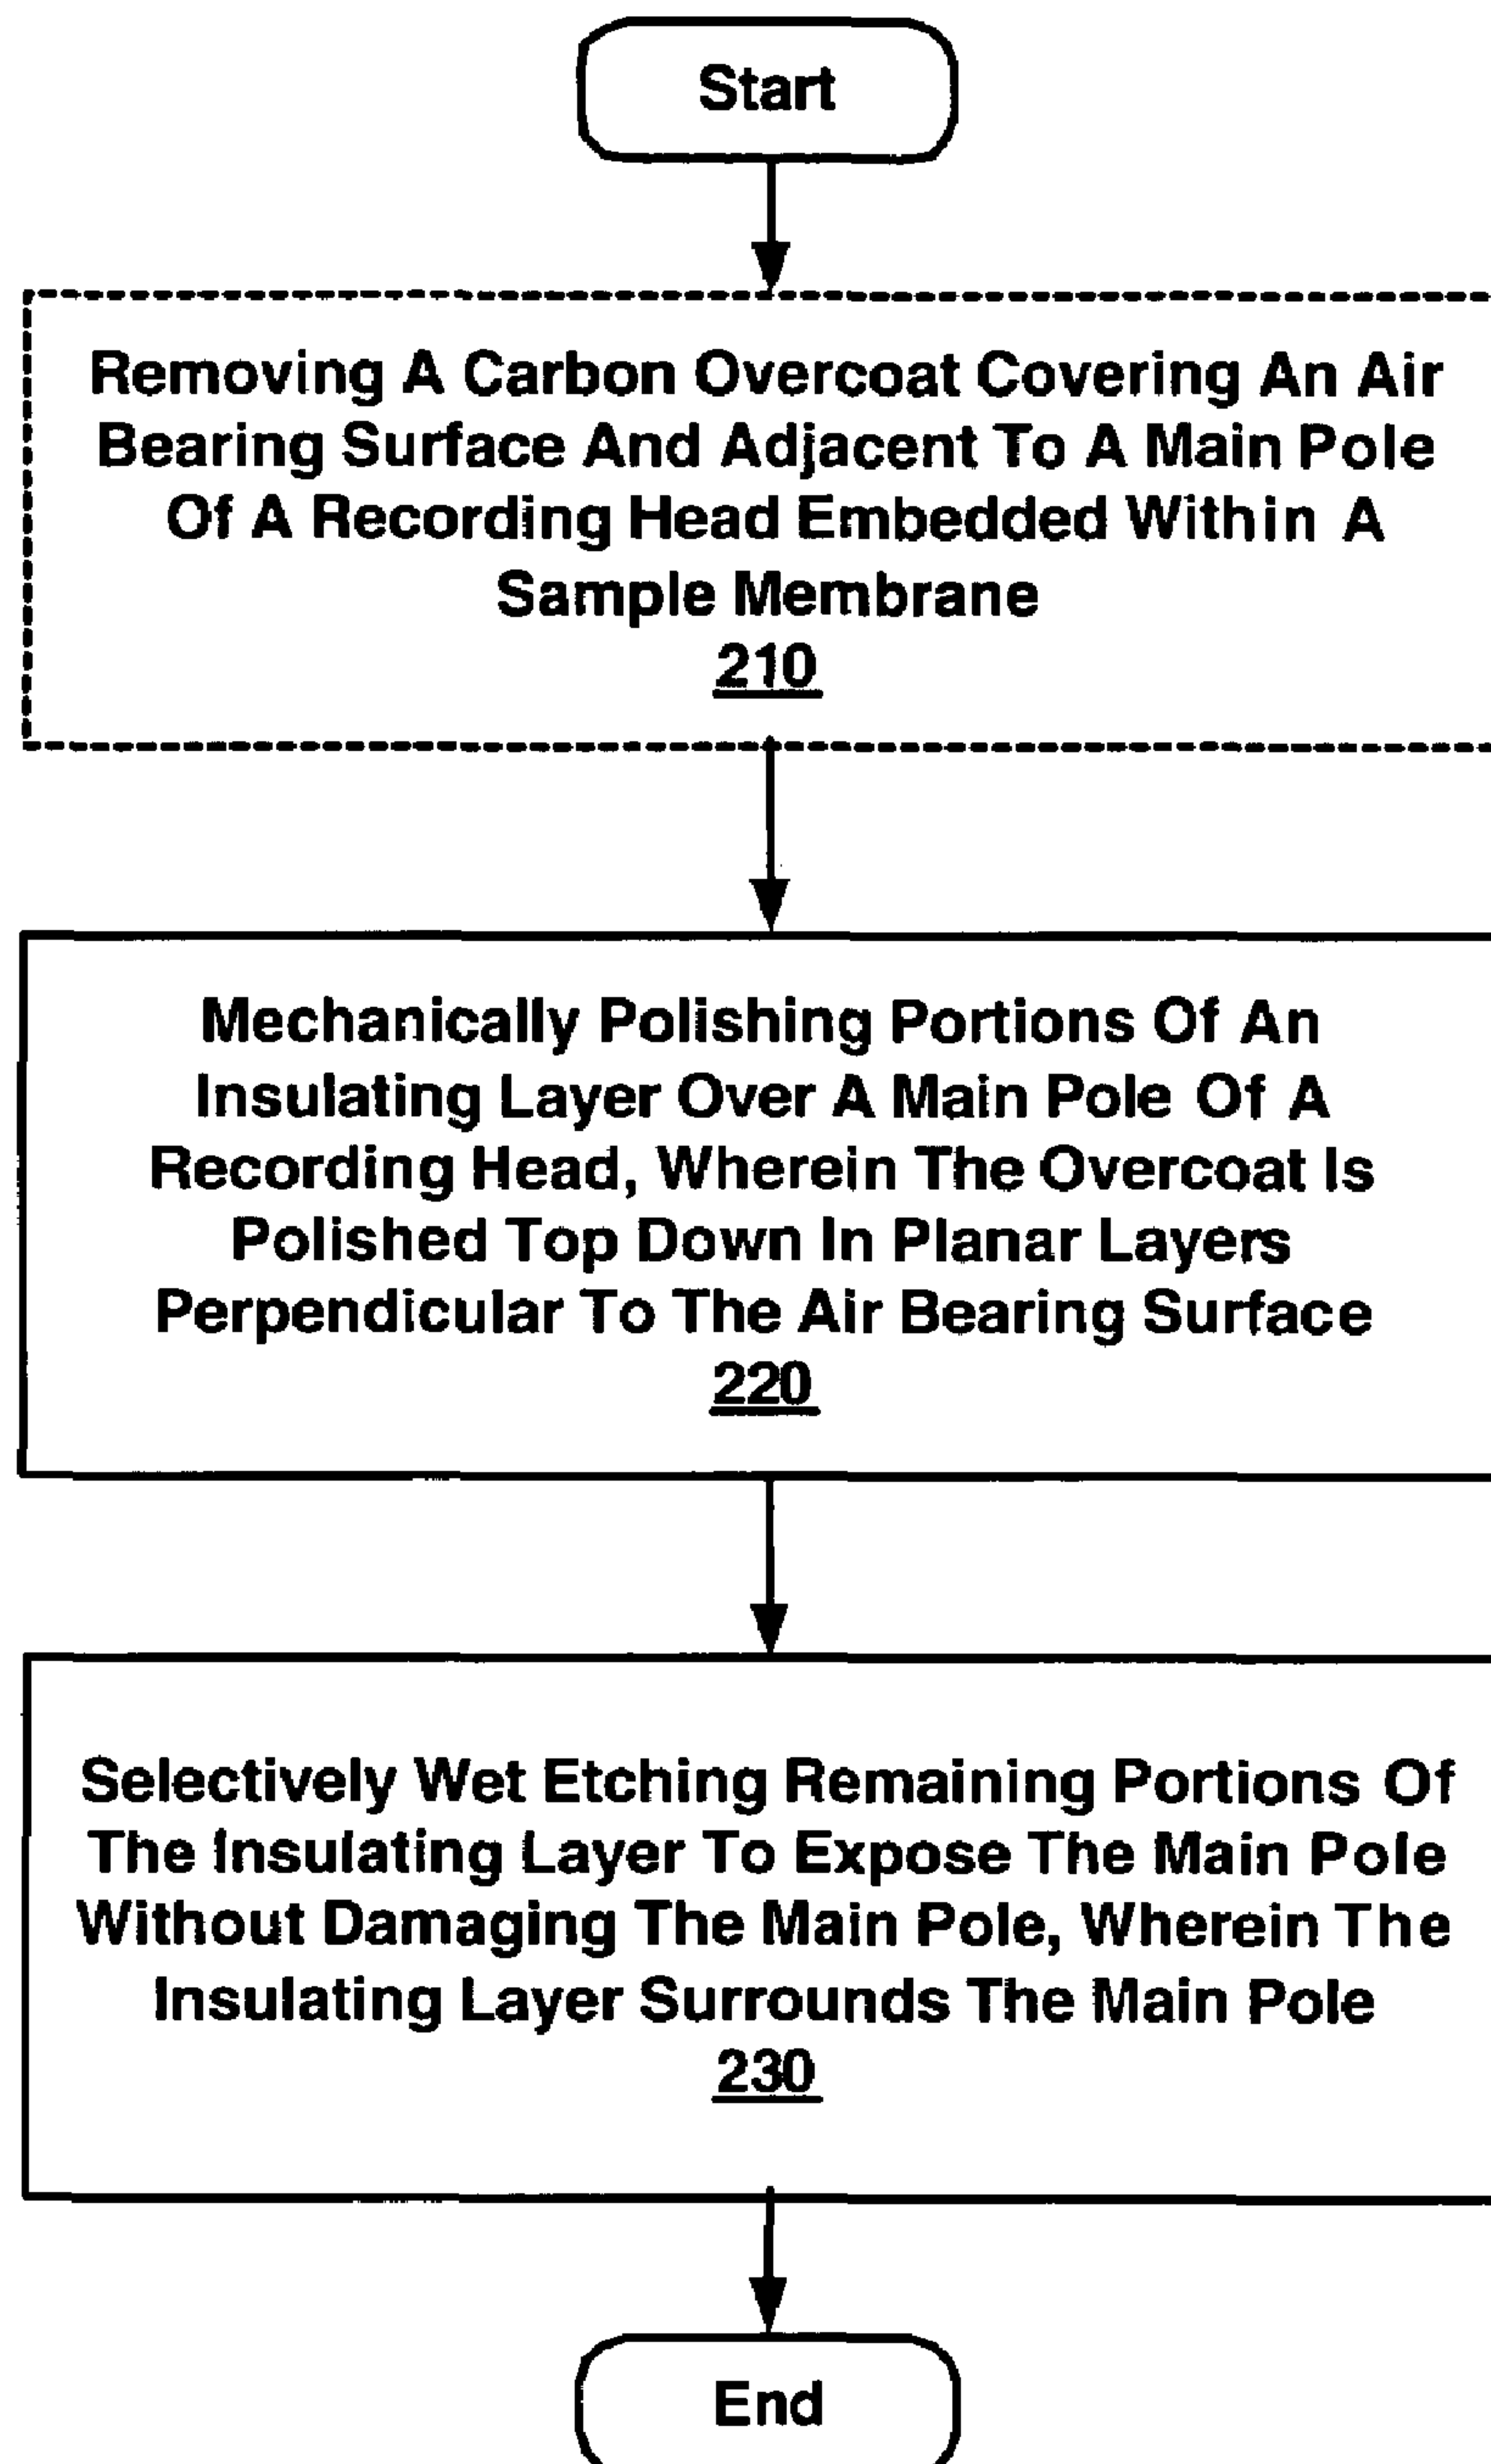 Start
Removing A Carbon Overcoat Covering An Air
Bearing Surface And Adjacent To A Main Pole
Of A Recording Head Embedded Within A
Sample Membrane
210
Mechanically Polishing Portions Of An
Insulating Layer Over A Main Pole Of A
Recording Head, Wherein The Overcoat Is
Polished Top Down In Planar Layers
Perpendicular To The Air Bearing Surface
220
Selectively Wet Etching Remaining Portions Of
The Insulating Layer To Expose The Main Pole
Without Damaging The Main Pole, Wherein The
Insulating Layer Surrounds The Main Pole
230
End